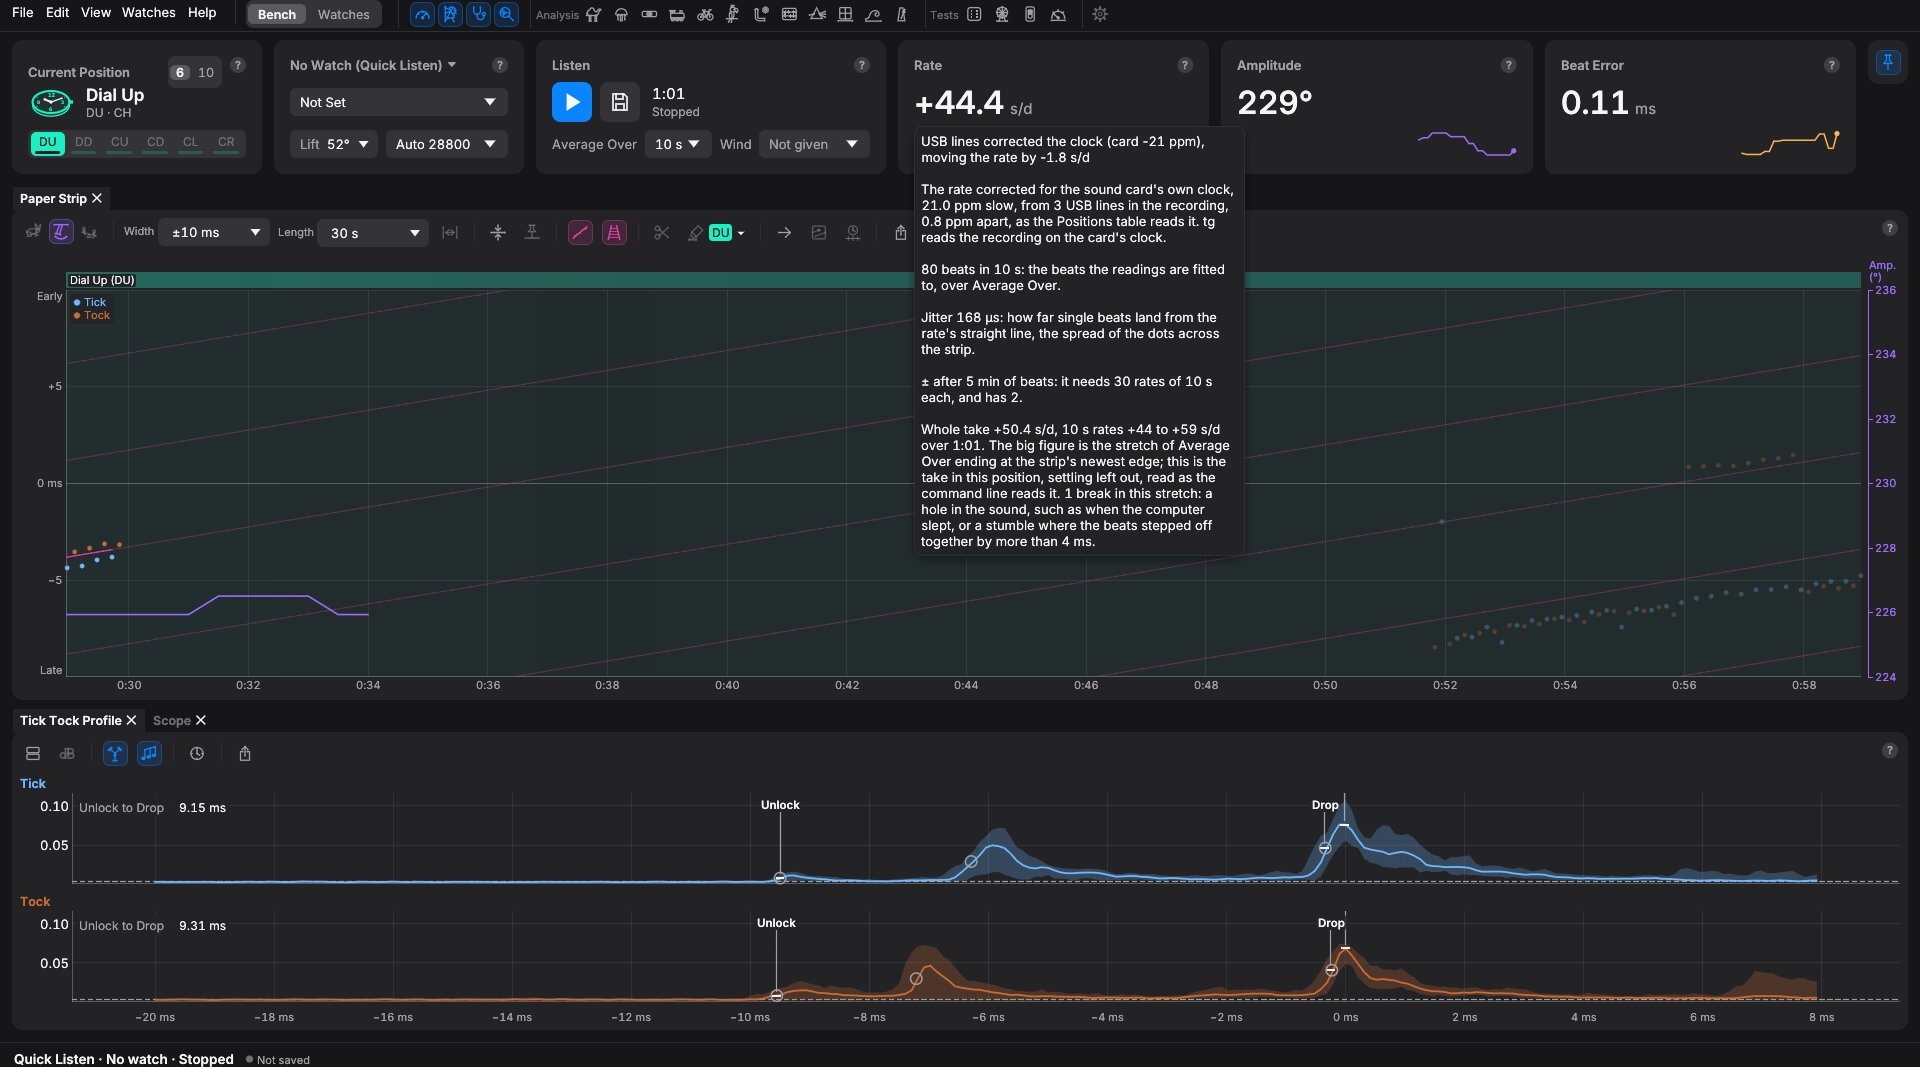 File Edit View Watches Help
Bench Watches
Analysis
Tests
Current Position
6 10
?
Dial Up
DU · CH
DU DD CU CD CL CR
No Watch (Quick Listen)
?
Not Set
Lift 52°
Auto 28800
Listen
?
1:01
Stopped
Average Over 10 s
Wind Not given
Rate
?
+44.4 s/d
Amplitude
?
229°
Beat Error
?
0.11 ms
USB lines corrected the clock (card -21 ppm),
moving the rate by -1.8 s/d
The rate corrected for the sound card's own clock,
21.0 ppm slow, from 3 USB lines in the recording,
0.8 ppm apart, as the Positions table reads it. tg
reads the recording on the card's clock.
80 beats in 10 s: the beats the readings are fitted
to, over Average Over.
Jitter 168 µs: how far single beats land from the
rate's straight line, the spread of the dots across
the strip.
± after 5 min of beats: it needs 30 rates of 10 s
each, and has 2.
Whole take +50.4 s/d, 10 s rates +44 to +59 s/d
over 1:01. The big figure is the stretch of Average
Over ending at the strip's newest edge; this is the
take in this position, settling left out, read as the
command line reads it. 1 break in this stretch: a
hole in the sound, such as when the computer
slept, or a stumble where the beats stepped off
together by more than 4 ms.
Paper Strip
Width ±10 ms
Length 30 s
DU
?
Dial Up (DU)
Tick
Tock
Early
+5
0 ms
−5
Late
0:30 0:32 0:34 0:36 0:38 0:40 0:42 0:44 0:46 0:48 0:50 0:52 0:54 0:56 0:58
Amp.
(°)
236
234
232
230
228
226
224
Tick Tock Profile
Scope
dB
?
Tick
0.10
0.05
Unlock to Drop 9.15 ms
Unlock
Drop
Tock
0.10
0.05
Unlock to Drop 9.31 ms
Unlock
Drop
−20 ms −18 ms −16 ms −14 ms −12 ms −10 ms −8 ms −6 ms −4 ms −2 ms 0 ms 2 ms 4 ms 6 ms 8 ms
Quick Listen · No watch · Stopped
Not saved